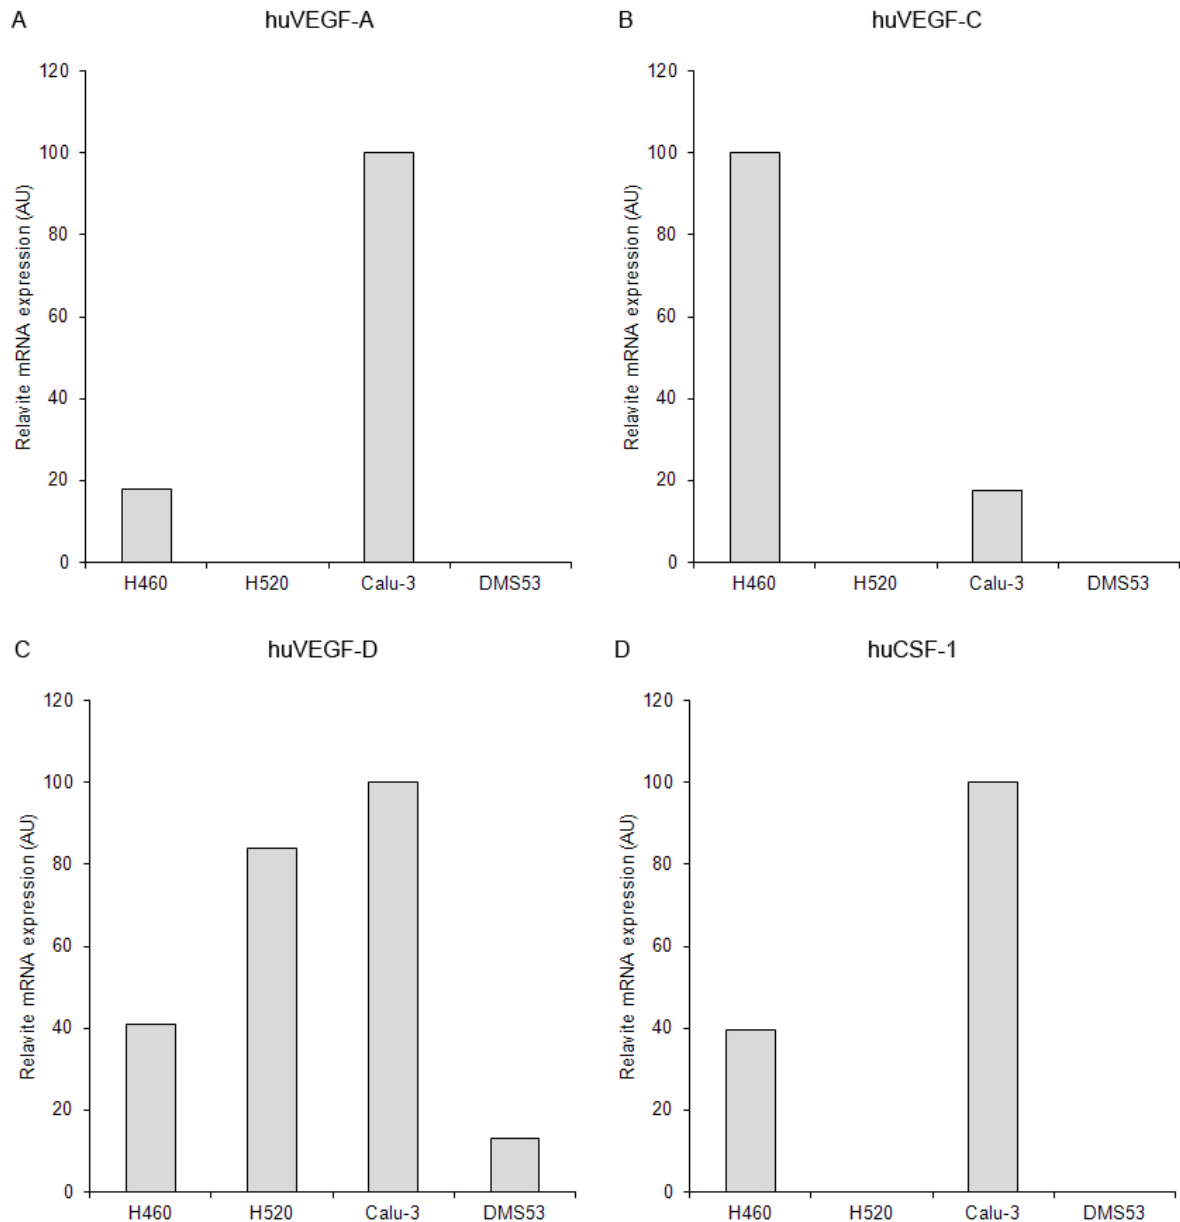 A
huVEGF-A
Relavite mRNA expression (AU)
120
100
80
60
40
20
0
H460 H520 Calu-3 DMS53
B
huVEGF-C
Relavite mRNA expression (AU)
120
100
80
60
40
20
0
H460 H520 Calu-3 DMS53
C
huVEGF-D
Relavite mRNA expression (AU)
120
100
80
60
40
20
0
H460 H520 Calu-3 DMS53
D
huCSF-1
Relavite mRNA expression (AU)
120
100
80
60
40
20
0
H460 H520 Calu-3 DMS53